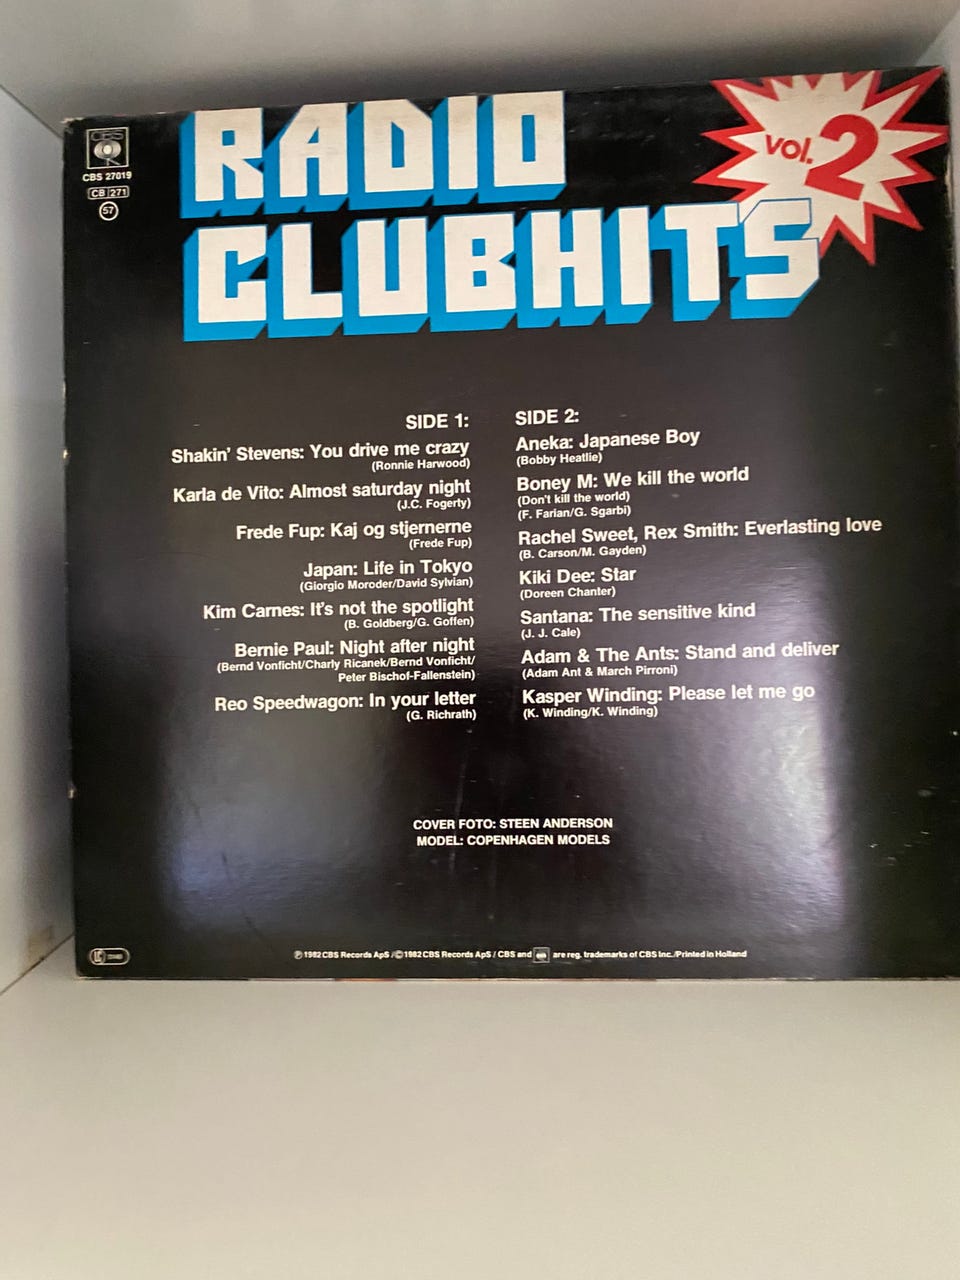 CBS
CBS 27019
CB 271
57
RADIO
CLUBHITS
vol. 2
SIDE 1:
Shakin' Stevens: You drive me crazy
(Ronnie Harwood)
Karla de Vito: Almost saturday night
(J.C. Fogerty)
Frede Fup: Kaj og stjernerne
(Frede Fup)
Japan: Life in Tokyo
(Giorgio Moroder/David Sylvian)
Kim Carnes: It's not the spotlight
(B. Goldberg/G. Goffen)
Bernie Paul: Night after night
(Bernd Vonficht/Charly Ricanek/Bernd Vonficht/
Peter Bischof-Fallenstein)
Reo Speedwagon: In your letter
(G. Richrath)
SIDE 2:
Aneka: Japanese Boy
(Bobby Heatlie)
Boney M: We kill the world
(Don't kill the world)
(F. Farian/G. Sgarbi)
Rachel Sweet, Rex Smith: Everlasting love
(B. Carson/M. Gayden)
Kiki Dee: Star
(Doreen Chanter)
Santana: The sensitive kind
(J. J. Cale)
Adam & The Ants: Stand and deliver
(Adam Ant & March Pirroni)
Kasper Winding: Please let me go
(K. Winding/K. Winding)
COVER FOTO: STEEN ANDERSON
MODEL: COPENHAGEN MODELS
℗ 1982 CBS Records ApS / © 1982 CBS Records ApS / CBS and are reg. trademarks of CBS Inc./Printed in Holland